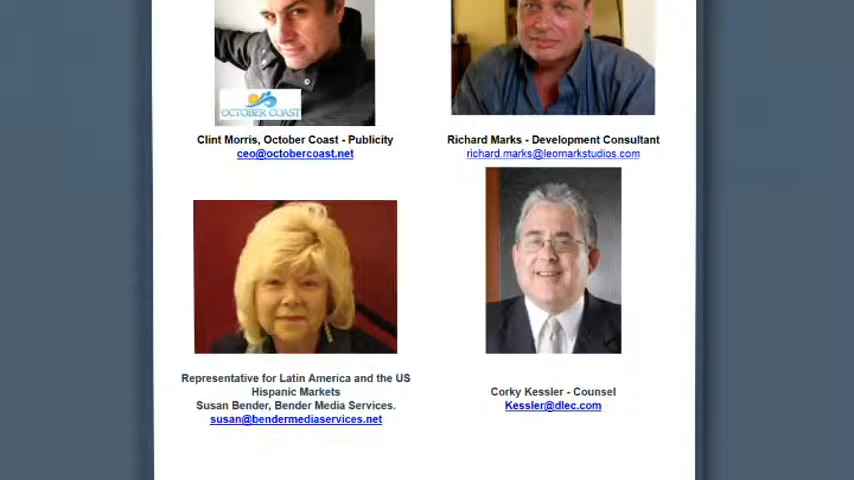 OCTOBER COAST
Clint Morris, October Coast - Publicity
ceo@octobercoast.net
Richard Marks - Development Consultant
richard.marks@leomarkstudios.com
Representative for Latin America and the US
Hispanic Markets
Susan Bender, Bender Media Services.
susan@bendermediaservices.net
Corky Kessler - Counsel
Kessler@dlec.com